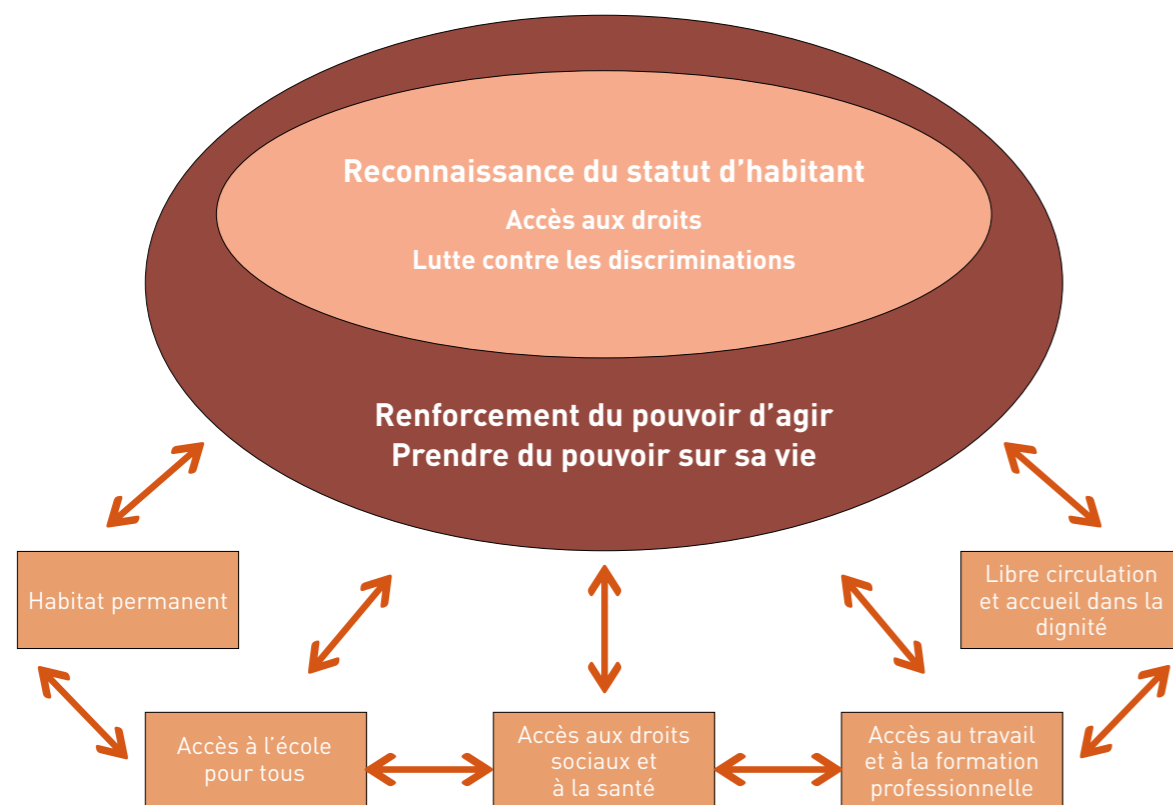 Reconnaissance du statut d’habitant
Accès aux droits
Lutte contre les discriminations
Renforcement du pouvoir d’agir
Prendre du pouvoir sur sa vie
Habitat permanent
Libre circulation
et accueil dans la
dignité
Accès à l’école
pour tous
Accès aux droits
sociaux et
à la santé
Accès au travail
et à la formation
professionnelle